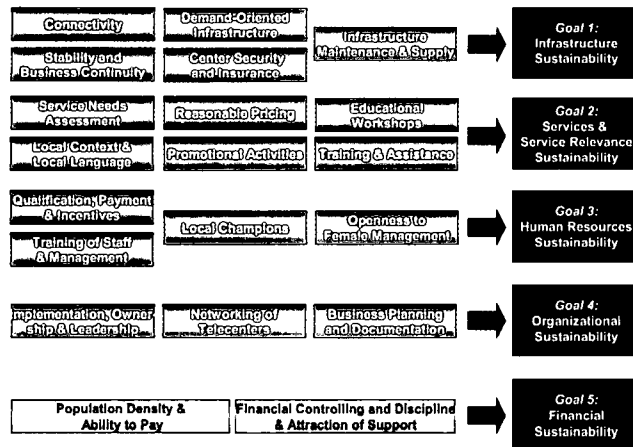 Connectivity
Demand-Oriented
Infrastructure
Infrastructure
Maintenance & Supply
Stability and
Business Continuity
Center Security
and Insurance
Goal 1:
Infrastructure
Sustainability
Service Needs
Assessment
Reasonable Pricing
Educational
Workshops
Local Context &
Local Language
Promotional Activities
Training & Assistance
Goal 2:
Services &
Service Relevance
Sustainability
Qualification, Payment
& Incentives
Training of Staff
& Management
Local Champions
Openness to
Female Management
Goal 3:
Human Resources
Sustainability
mplementation, Owner
ship & Leadership
Networking of
Telecenters
Business Planning
and Documentation
Goal 4:
Organizational
Sustainability
Population Density &
Ability to Pay
Financial Controlling and Discipline
& Attraction of Support
Goal 5:
Financial
Sustainability